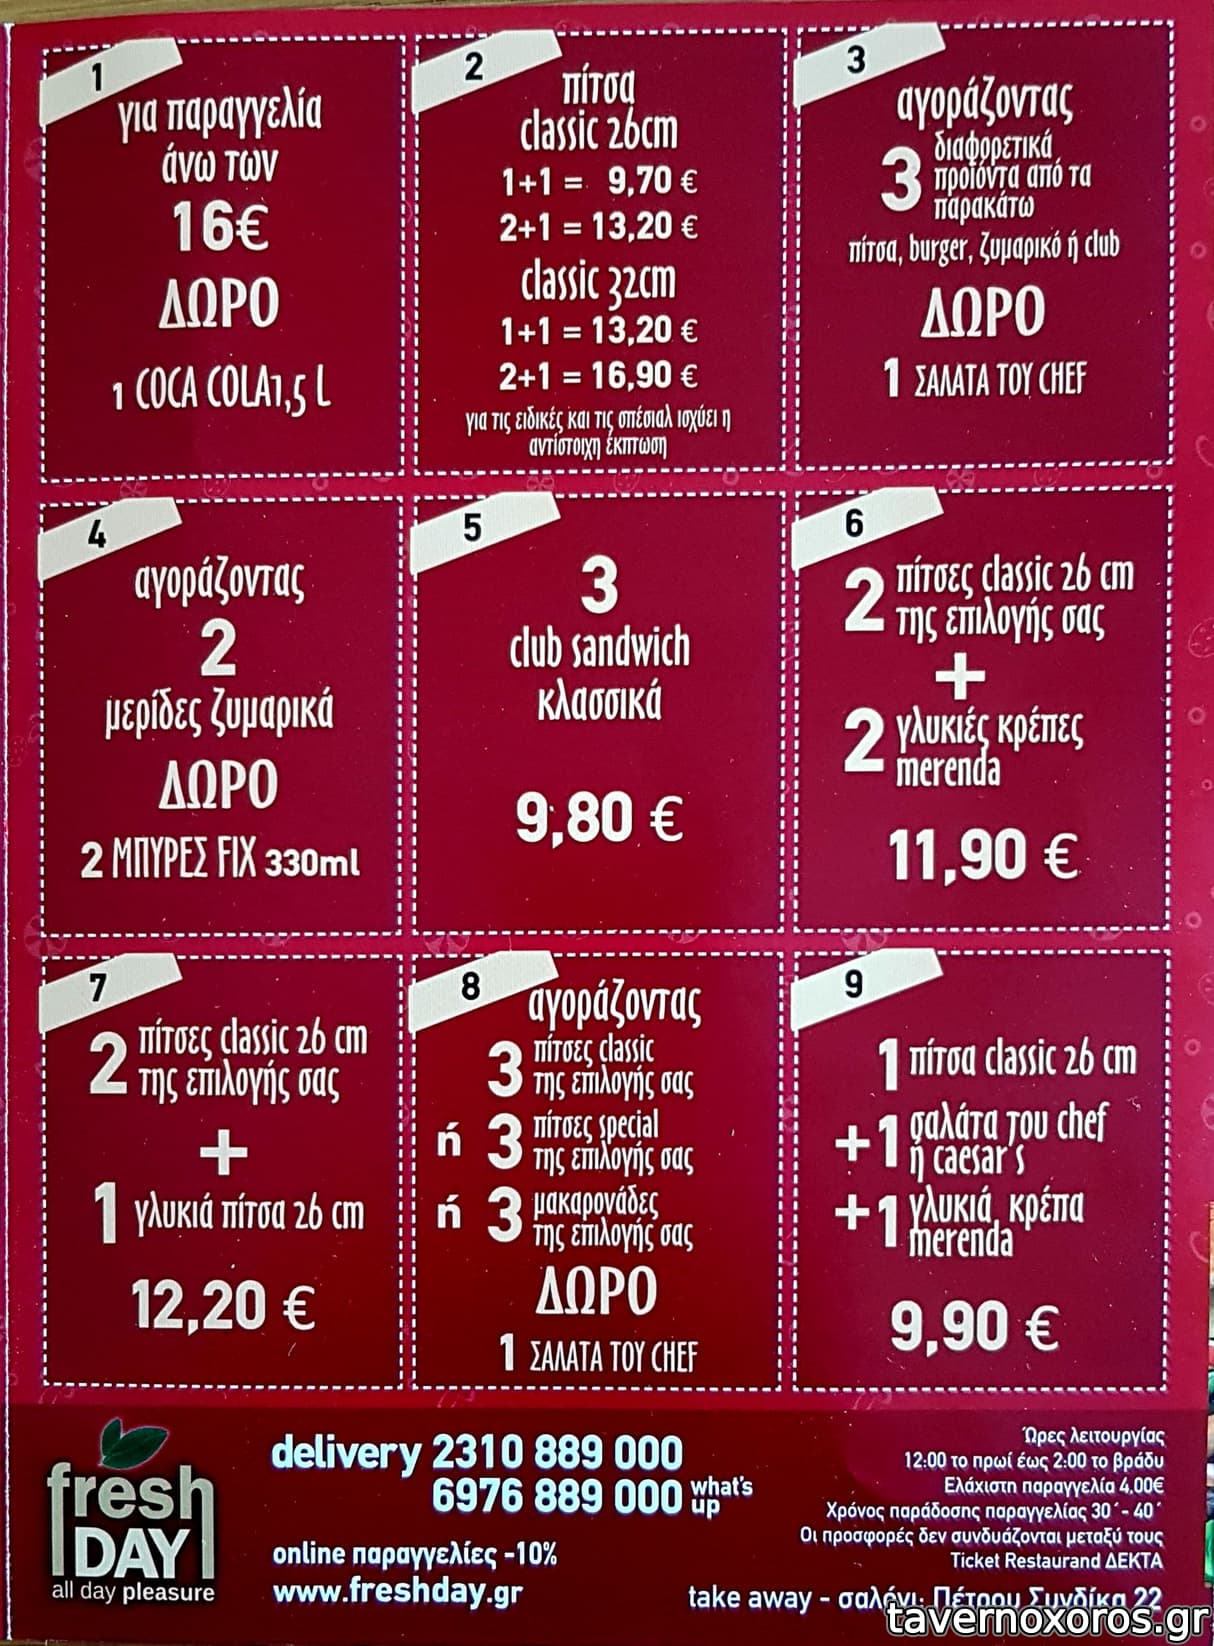 1
για παραγγελία
άνω των
16€
ΔΩΡΟ
1 COCA COLA1,5 L
2
πίτσα
classic 26cm
1+1 = 9,70 €
2+1 = 13,20 €
classic 32cm
1+1 = 13,20 €
2+1 = 16,90 €
για τις ειδικές και τις σπέσιαλ ισχύει η
αντίστοιχη έκπτωση
3
αγοράζοντας
3 διαφορετικά
προϊόντα από τα
παρακάτω
πίτσα, burger, ζυμαρικό ή club
ΔΩΡΟ
1 ΣΑΛΑΤΑ ΤΟΥ CHEF
4
αγοράζοντας
2
μερίδες ζυμαρικά
ΔΩΡΟ
2 ΜΠΥΡΕΣ FIX 330ml
5
3
club sandwich
κλασσικά
9,80 €
6
2 πίτσες classic 26 cm
της επιλογής σας
+
2 γλυκιές κρέπες
merenda
11,90 €
7
2 πίτσες classic 26 cm
της επιλογής σας
+
1 γλυκιά πίτσα 26 cm
12,20 €
8
αγοράζοντας
3 πίτσες classic
της επιλογής σας
ή 3 πίτσες special
της επιλογής σας
ή 3 μακαρονάδες
της επιλογής σας
ΔΩΡΟ
1 ΣΑΛΑΤΑ ΤΟΥ CHEF
9
1 πίτσα classic 26 cm
+1 σαλάτα του chef
ή caesar's
+1 γλυκιά κρέπα
merenda
9,90 €
fresh
DAY
all day pleasure
delivery 2310 889 000
6976 889 000 what's
up
online παραγγελίες -10%
www.freshday.gr
Ώρες λειτουργίας
12:00 το πρωί έως 2:00 το βράδυ
Ελάχιστη παραγγελία 4.00€
Χρόνος παράδοσης παραγγελίας 30΄- 40΄
Οι προσφορές δεν συνδυάζονται μεταξύ τους
Ticket Restaurand ΔΕΚΤΑ
take away - σαλόνι: Πέτρου Συνδίκα 22
tavernoxoros.gr